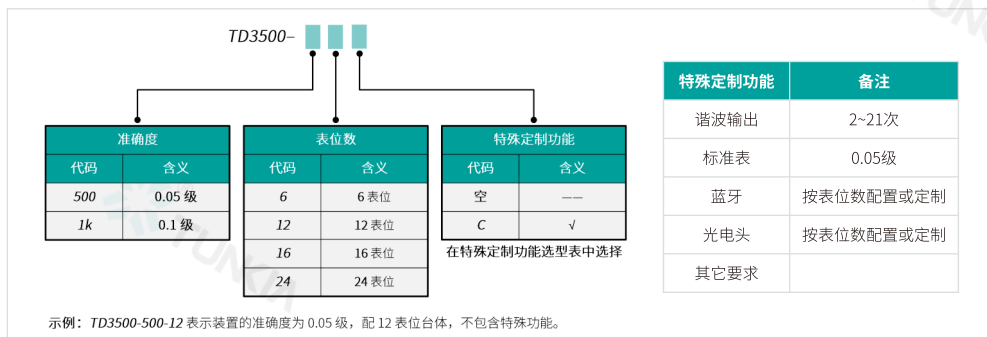 TD3500–
准确度
代码 含义
500 0.05 级
1k 0.1 级
表位数
代码 含义
6 6 表位
12 12 表位
16 16 表位
24 24 表位
特殊定制功能
代码 含义
空 ——
C √
在特殊定制功能选型表中选择
特殊定制功能 备注
谐波输出 2~21次
标准表 0.05级
蓝牙 按表位数配置或定制
光电头 按表位数配置或定制
其它要求
示例：TD3500-500-12 表示装置的准确度为 0.05 级，配 12 表位台体，不包含特殊功能。
TUNKIA